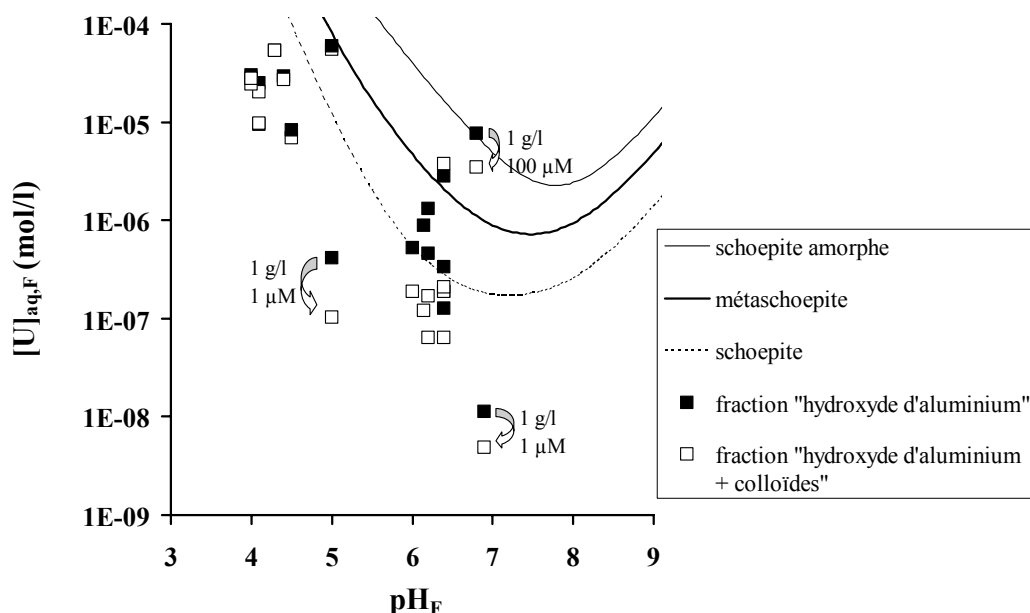 1E-04
1E-05
1E-06
1E-07
1E-08
1E-09
[U]aq,F (mol/l)
3 4 5 6 7 8 9
pHF
1 g/l
100 µM
1 g/l
1 µM
1 g/l
1 µM
schoepite amorphe
métaschoepite
schoepite
fraction "hydroxyde d'aluminium"
fraction "hydroxyde d'aluminium
+ colloïdes"